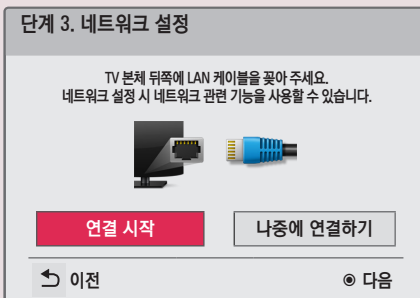 단계 3. 네트워크 설정
TV 본체 뒤쪽에 LAN 케이블을 꽂아 주세요.
네트워크 설정 시 네트워크 관련 기능을 사용할 수 있습니다.
연결 시작
나중에 연결하기
이전
다음